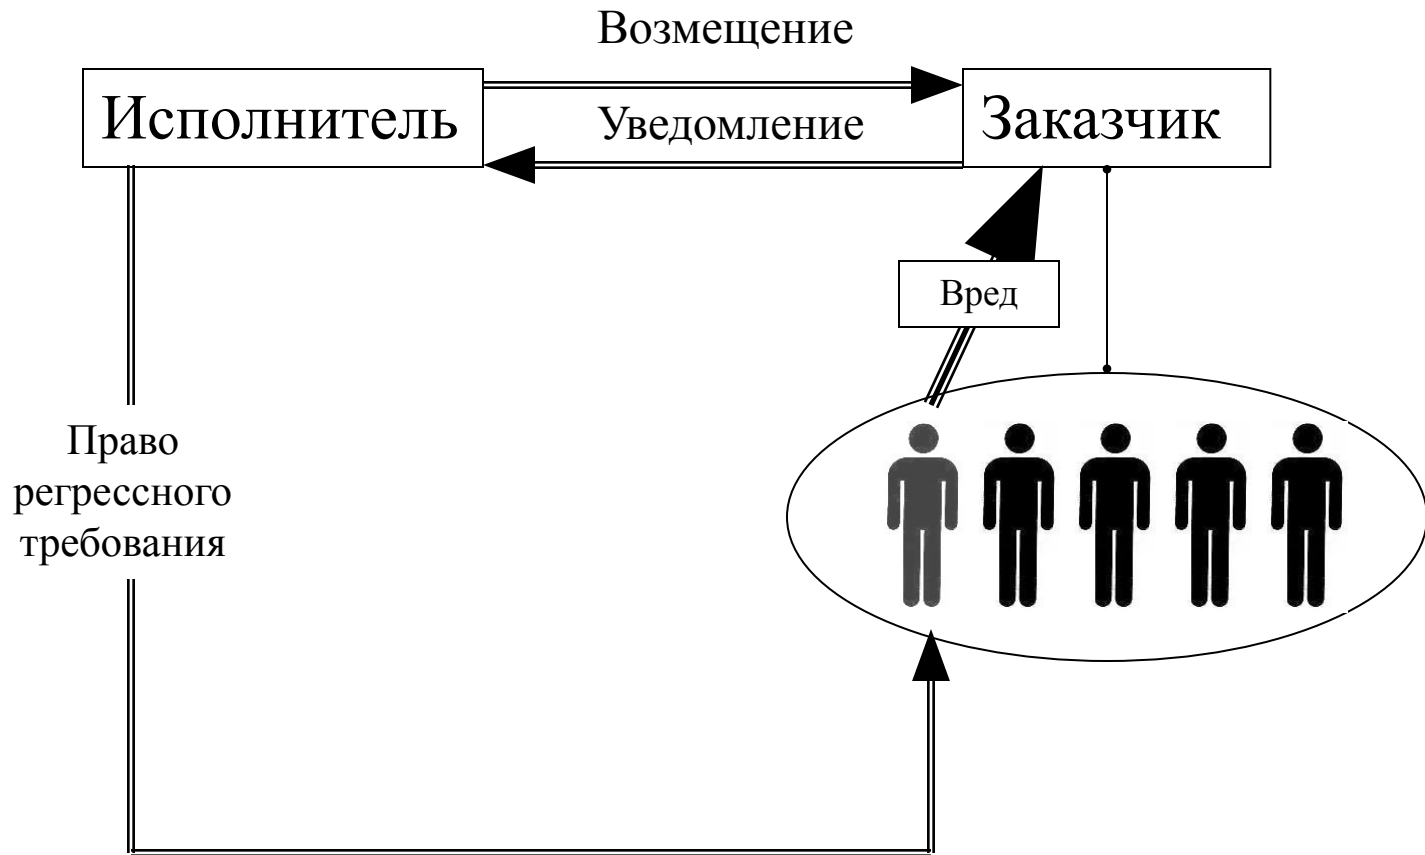 Возмещение
Исполнитель
Уведомление
Заказчик
Вред
Право
регрессного
требования